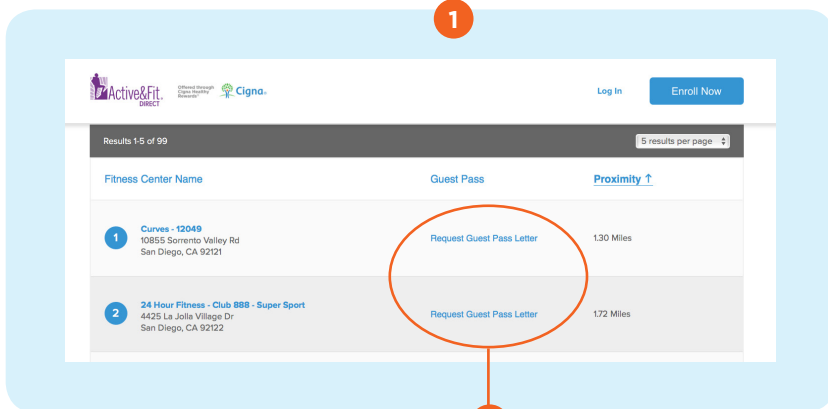 1
Active&Fit.
DIRECT
Offered through
Cigna Healthy
Rewards®
Cigna®
Log In
Enroll Now
Results 1-5 of 99
5 results per page
Fitness Center Name
Guest Pass
Proximity ↑
1
Curves - 12049
10855 Sorrento Valley Rd
San Diego, CA 92121
Request Guest Pass Letter
1.30 Miles
2
24 Hour Fitness - Club 888 - Super Sport
4425 La Jolla Village Dr
San Diego, CA 92122
Request Guest Pass Letter
1.72 Miles